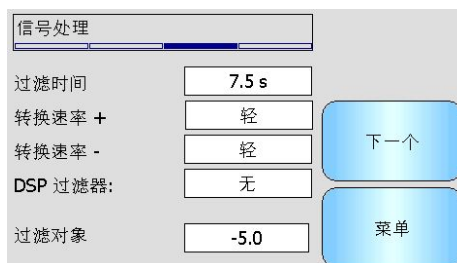 信号处理
过滤时间 7.5 s
转换速率 + 轻
转换速率 - 轻
DSP 过滤器: 无
过滤对象 -5.0
下一个
菜单